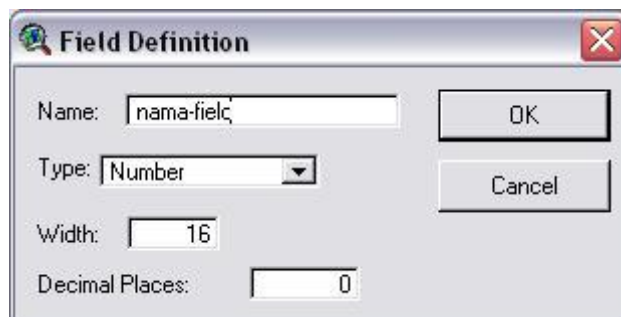 Field Definition
Name: nama-field
OK
Type: Number
Cancel
Width: 16
Decimal Places: 0